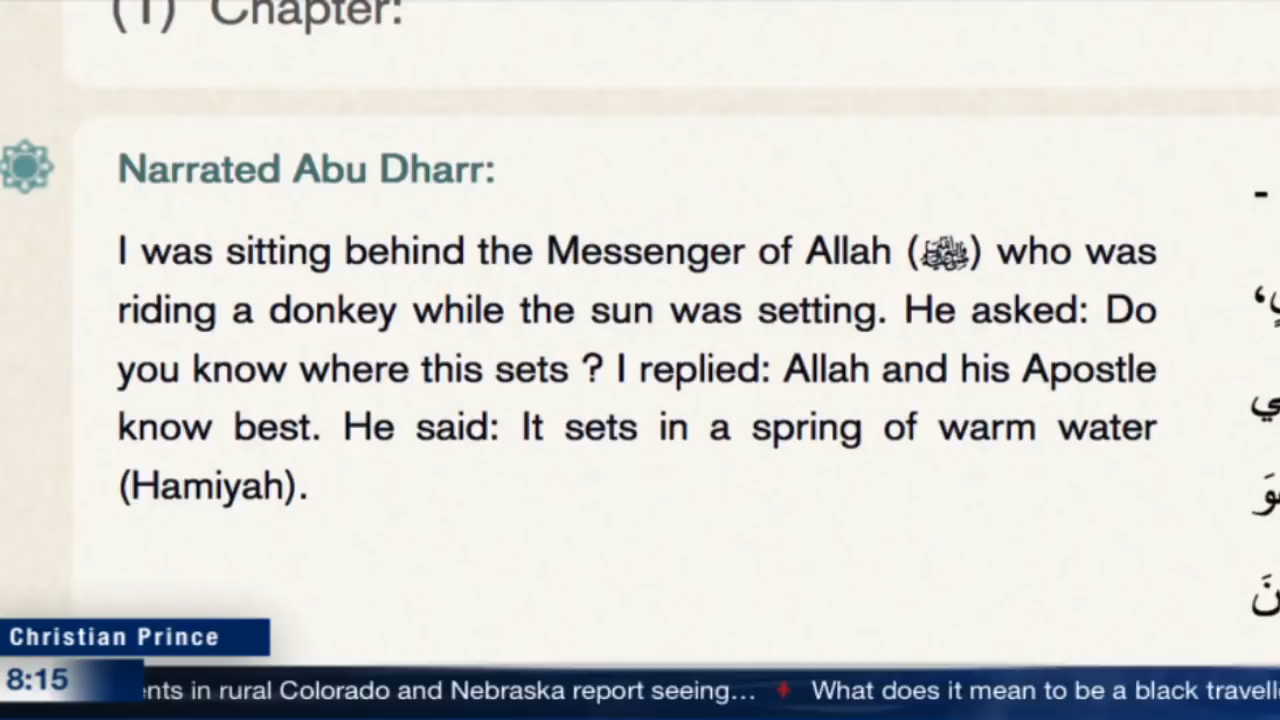 (1) Chapter:
Narrated Abu Dharr:
I was sitting behind the Messenger of Allah (ﷺ) who was
riding a donkey while the sun was setting. He asked: Do
you know where this sets ? I replied: Allah and his Apostle
know best. He said: It sets in a spring of warm water
(Hamiyah).
Christian Prince
8:15
ents in rural Colorado and Nebraska report seeing... What does it mean to be a black travell